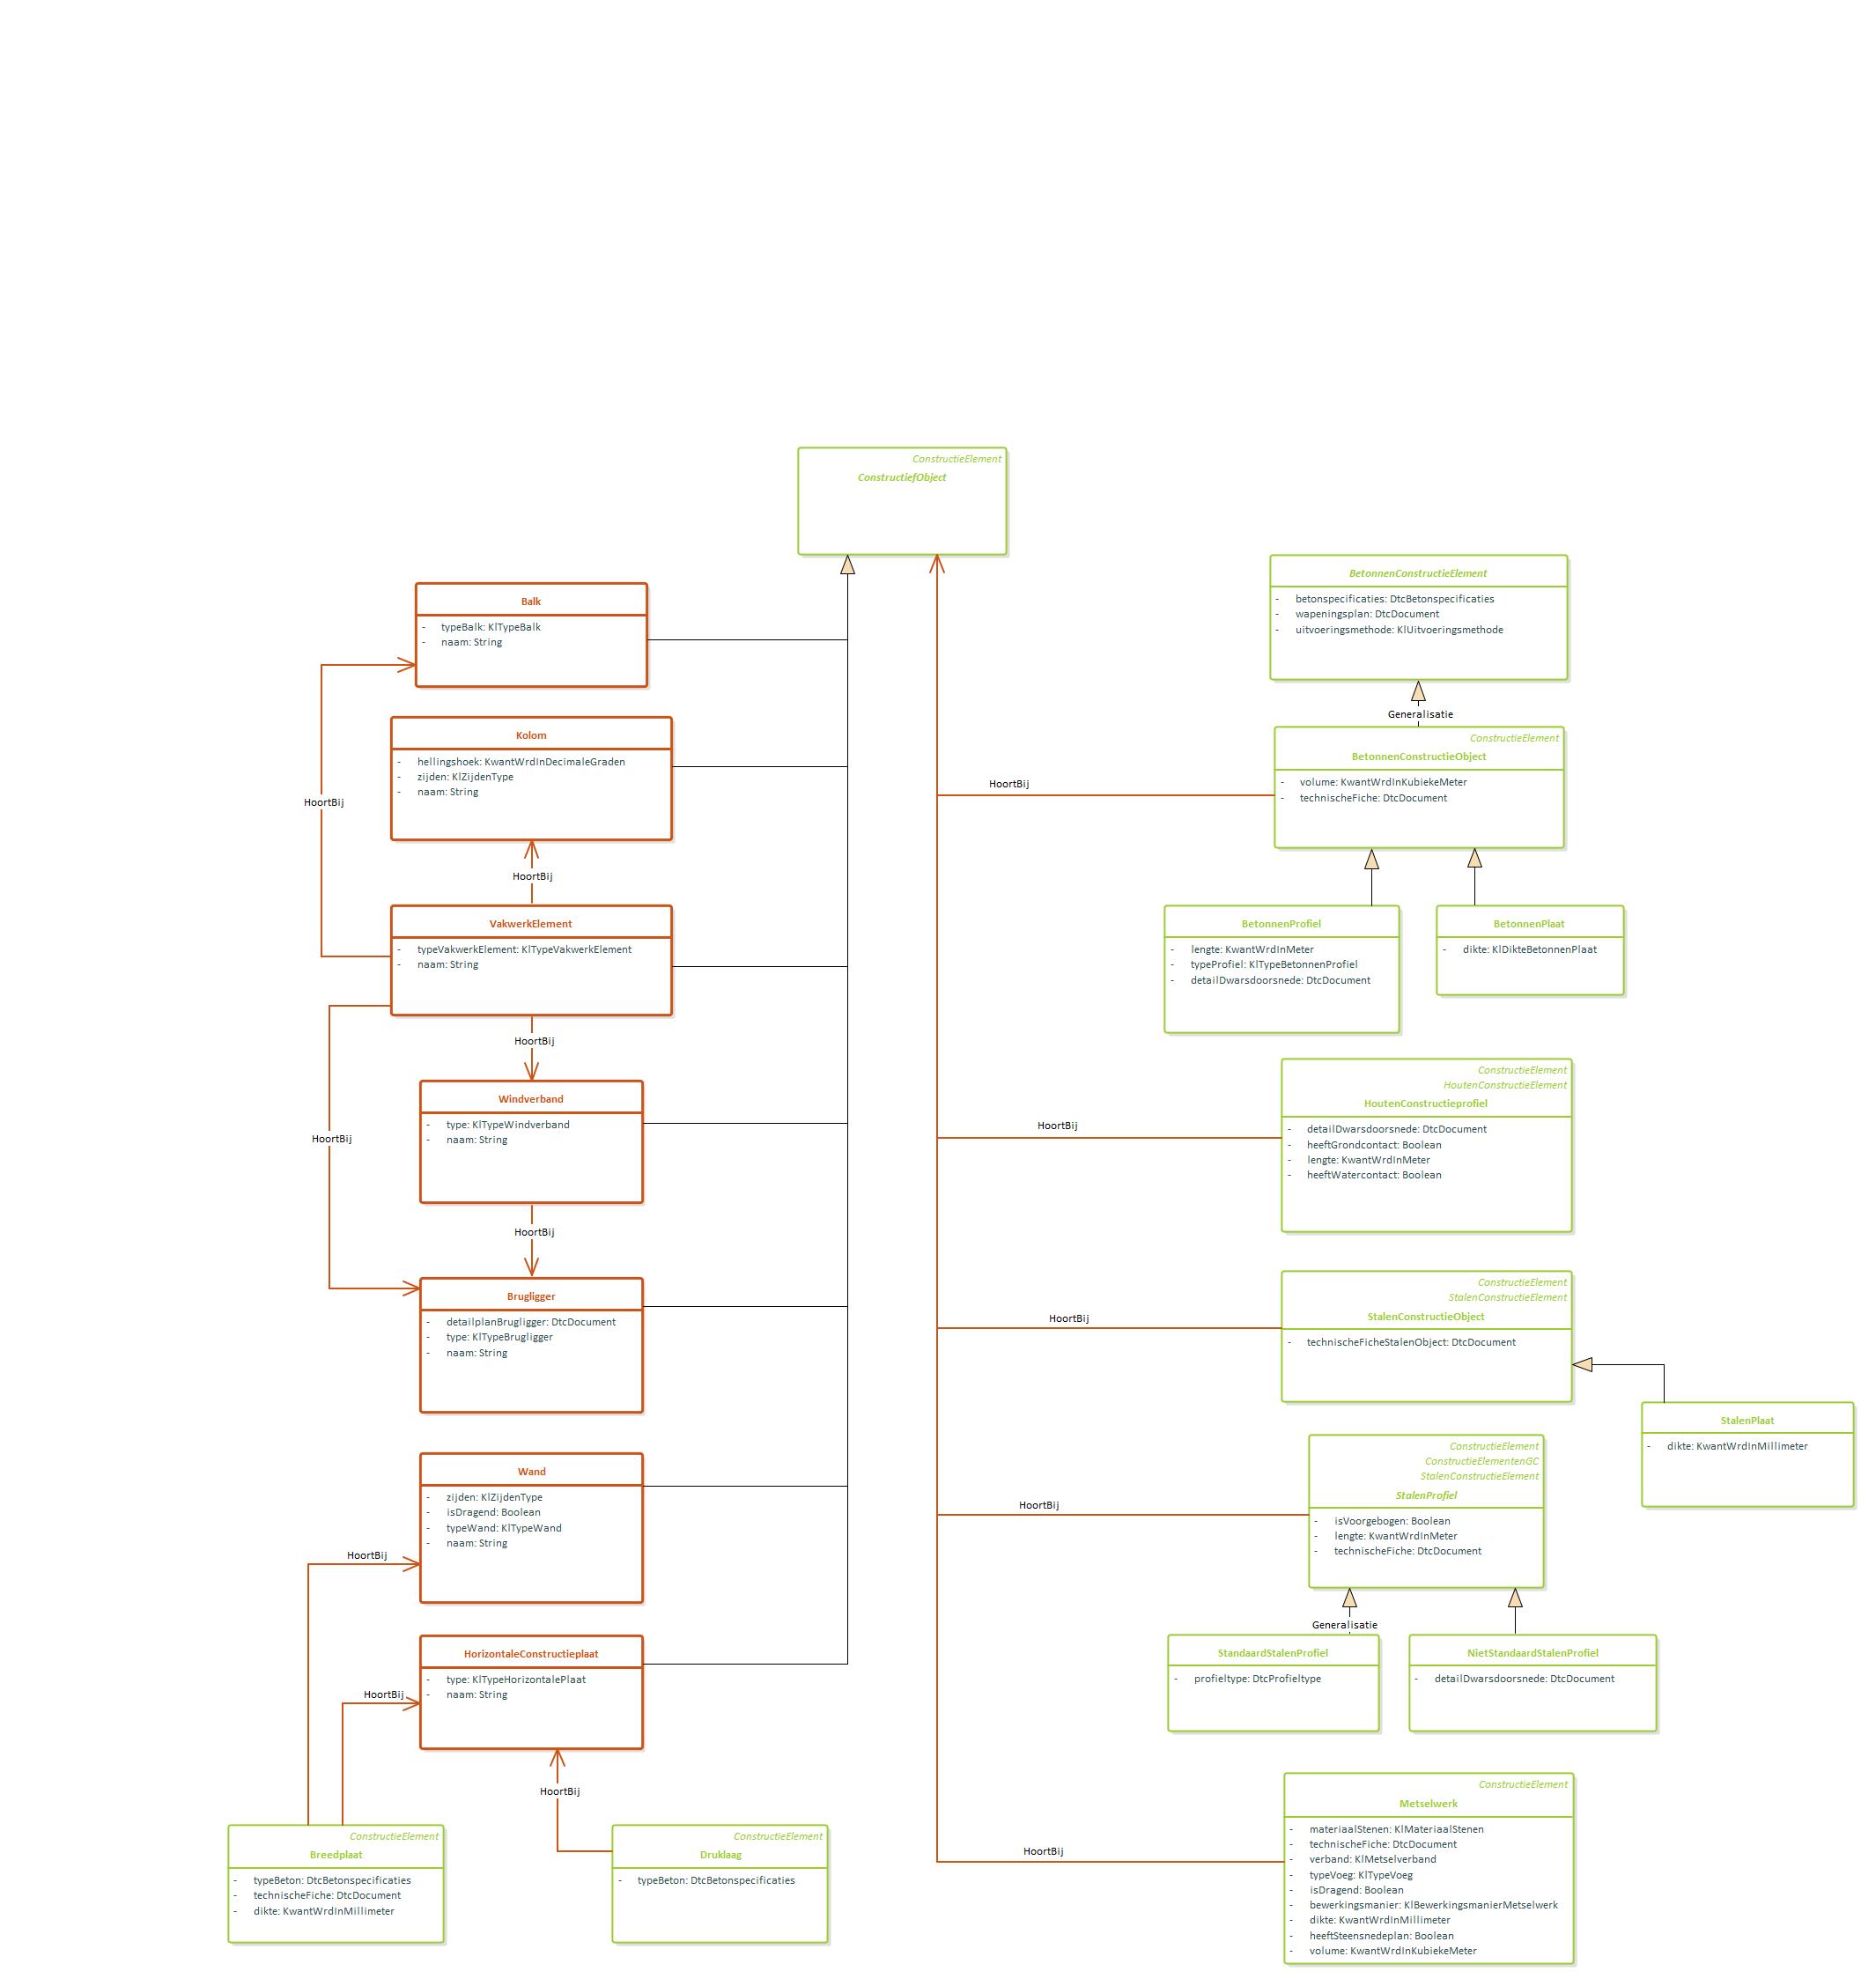 ConstructieElement
ConstructiefObject
Balk
- typeBalk: KlTypeBalk
- naam: String
Kolom
- hellingshoek: KwantWrdInDecimaleGraden
- zijden: KlZijdenType
- naam: String
HoortBij
HoortBij
VakwerkElement
- typeVakwerkElement: KlTypeVakwerkElement
- naam: String
HoortBij
Windverband
- type: KlTypeWindverband
- naam: String
HoortBij
HoortBij
Brugligger
- detailplanBrugligger: DtcDocument
- type: KlTypeBrugligger
- naam: String
Wand
- zijden: KlZijdenType
- isDragend: Boolean
- typeWand: KlTypeWand
- naam: String
HoortBij
HorizontaleConstructieplaat
- type: KlTypeHorizontalePlaat
- naam: String
HoortBij
HoortBij
ConstructieElement
Breedplaat
- typeBeton: DtcBetonspecificaties
- technischeFiche: DtcDocument
- dikte: KwantWrdInMillimeter
ConstructieElement
Druklaag
- typeBeton: DtcBetonspecificaties
BetonnenConstructieElement
- betonspecificaties: DtcBetonspecificaties
- wapeningsplan: DtcDocument
- uitvoeringsmethode: KlUitvoeringsmethode
Generalisatie
ConstructieElement
BetonnenConstructieObject
- volume: KwantWrdInKubiekeMeter
- technischeFiche: DtcDocument
HoortBij
BetonnenProfiel
- lengte: KwantWrdInMeter
- typeProfiel: KlTypeBetonnenProfiel
- detailDwarsdoorsnede: DtcDocument
BetonnenPlaat
- dikte: KlDikteBetonnenPlaat
ConstructieElement
HoutenConstructieElement
HoutenConstructieprofiel
- detailDwarsdoorsnede: DtcDocument
- heeftGrondcontact: Boolean
- lengte: KwantWrdInMeter
- heeftWatercontact: Boolean
HoortBij
ConstructieElement
StalenConstructieElement
StalenConstructieObject
- technischeFicheStalenObject: DtcDocument
HoortBij
StalenPlaat
- dikte: KwantWrdInMillimeter
ConstructieElement
ConstructieElementenGC
StalenConstructieElement
StalenProfiel
- isVoorgebogen: Boolean
- lengte: KwantWrdInMeter
- technischeFiche: DtcDocument
HoortBij
Generalisatie
StandaardStalenProfiel
- profieltype: DtcProfieltype
NietStandaardStalenProfiel
- detailDwarsdoorsnede: DtcDocument
ConstructieElement
Metselwerk
- materiaalStenen: KlMateriaalStenen
- technischeFiche: DtcDocument
- verband: KlMetselverband
- typeVoeg: KlTypeVoeg
- isDragend: Boolean
- bewerkingsmanier: KlBewerkingsmanierMetselwerk
- dikte: KwantWrdInMillimeter
- heeftSteensnedeplan: Boolean
- volume: KwantWrdInKubiekeMeter
HoortBij